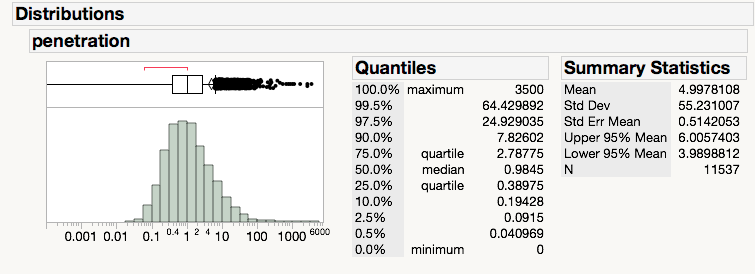 Distributions
penetration
0.001 0.01 0.1 0.4 1 2 4 10 100 1000 6000
Quantiles
100.0% maximum 3500
99.5% 64.429892
97.5% 24.929035
90.0% 7.82602
75.0% quartile 2.78775
50.0% median 0.9845
25.0% quartile 0.38975
10.0% 0.19428
2.5% 0.0915
0.5% 0.040969
0.0% minimum 0
Summary Statistics
Mean 4.9978108
Std Dev 55.231007
Std Err Mean 0.5142053
Upper 95% Mean 6.0057403
Lower 95% Mean 3.9898812
N 11537